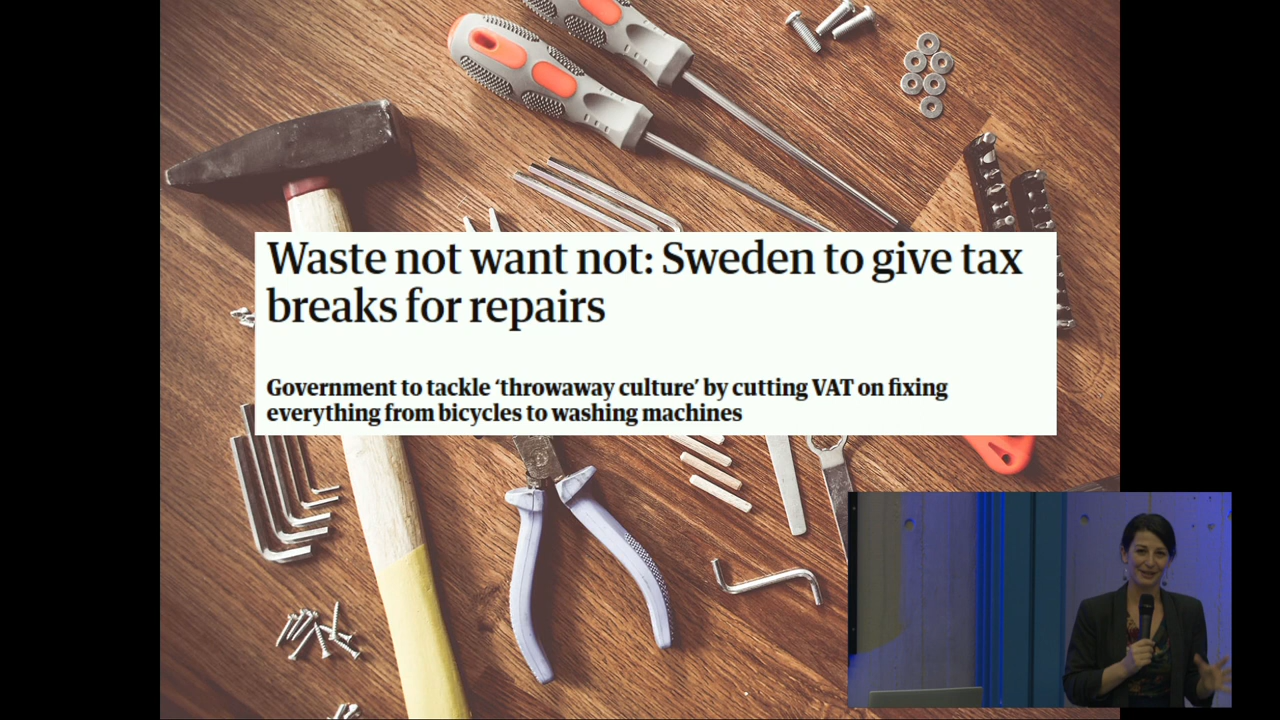 Waste not want not: Sweden to give tax
breaks for repairs
Government to tackle ‘throwaway culture’ by cutting VAT on fixing
everything from bicycles to washing machines